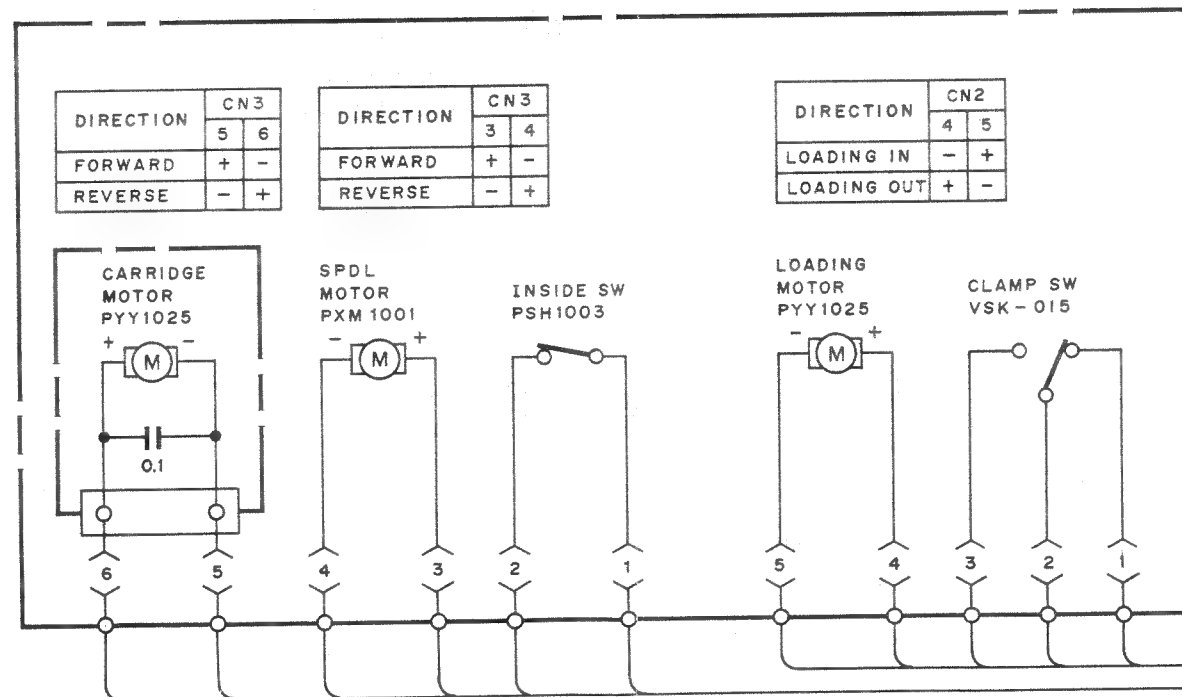 DIRECTION CN3
5 6
FORWARD + −
REVERSE − +
DIRECTION CN3
3 4
FORWARD + −
REVERSE − +
DIRECTION CN2
4 5
LOADING IN − +
LOADING OUT + −
CARRIDGE
MOTOR
PYY1025
+ −
M
0.1
SPDL
MOTOR
PXM1001
− +
M
INSIDE SW
PSH1003
LOADING
MOTOR
PYY1025
− +
M
CLAMP SW
VSK-015
6 5 4 3 2 1 5 4 3 2 1